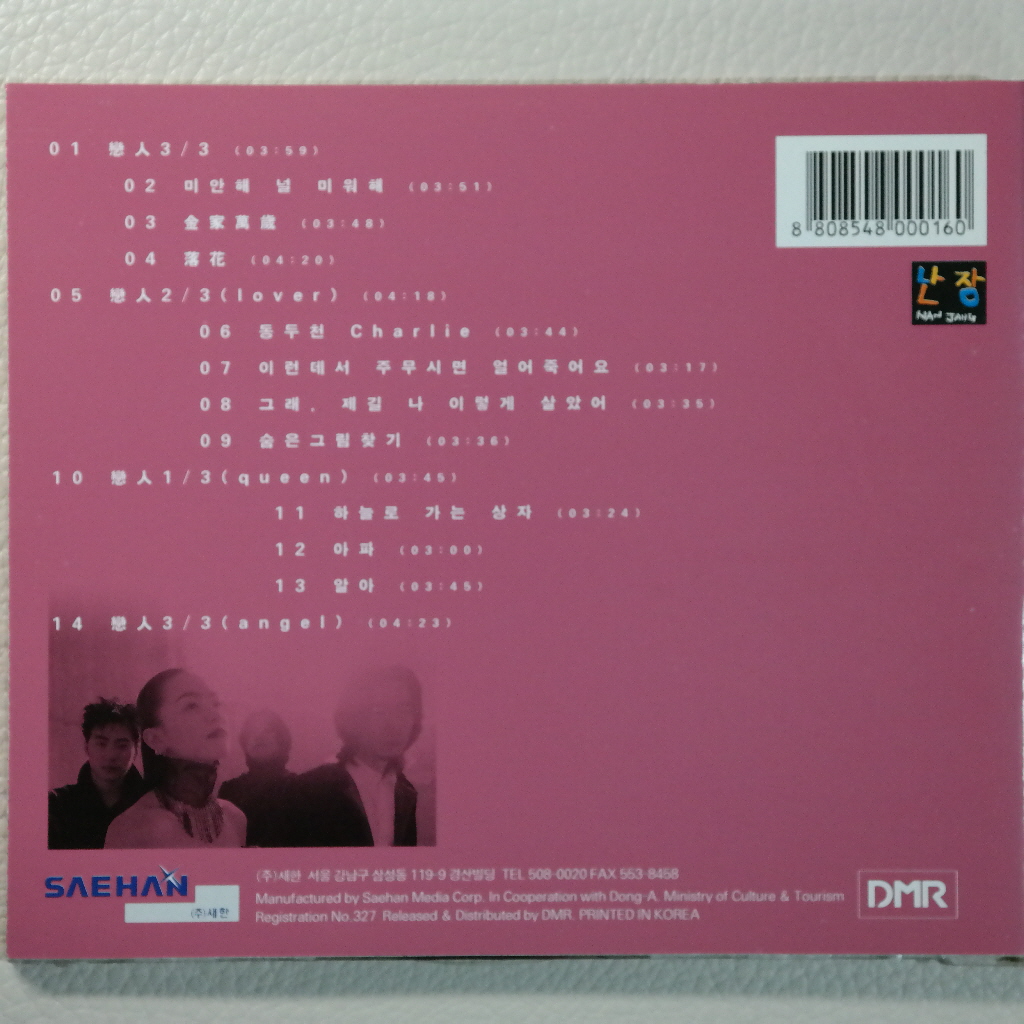 01 戀人3/3 (03:59)
02 미안해 널 미워해 (03:51)
03 金家萬歲 (03:48)
04 落花 (04:20)
05 戀人2/3(lover) (04:18)
06 동두천 Charlie (03:44)
07 이런데서 주무시면 얼어죽어요 (03:17)
08 그래, 제길 나 이렇게 살았어 (03:35)
09 숨은그림찾기 (03:36)
10 戀人1/3(queen) (03:45)
11 하늘로 가는 상자 (03:24)
12 아파 (03:00)
13 알아 (03:45)
14 戀人3/3(angel) (04:23)
8 808548 000160
난장
NAN JANG
SAEHAN
(주)새한
(주)새한 서울 강남구 삼성동 119-9 경산빌딩 TEL 508-0020 FAX 553-8458
Manufactured by Saehan Media Corp. In Cooperation with Dong-A. Ministry of Culture & Tourism
Registration No.327 Released & Distributed by DMR. PRINTED IN KOREA
DMR